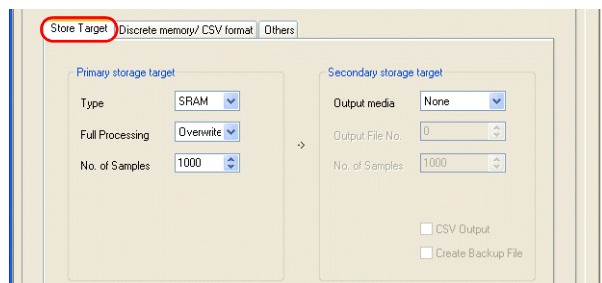 Store Target Discrete memory/ CSV format Others
Primary storage target
Type SRAM
Full Processing Overwrite
No. of Samples 1000
->
Secondary storage target
Output media None
Output File No. 0
No. of Samples 1000
CSV Output
Create Backup File